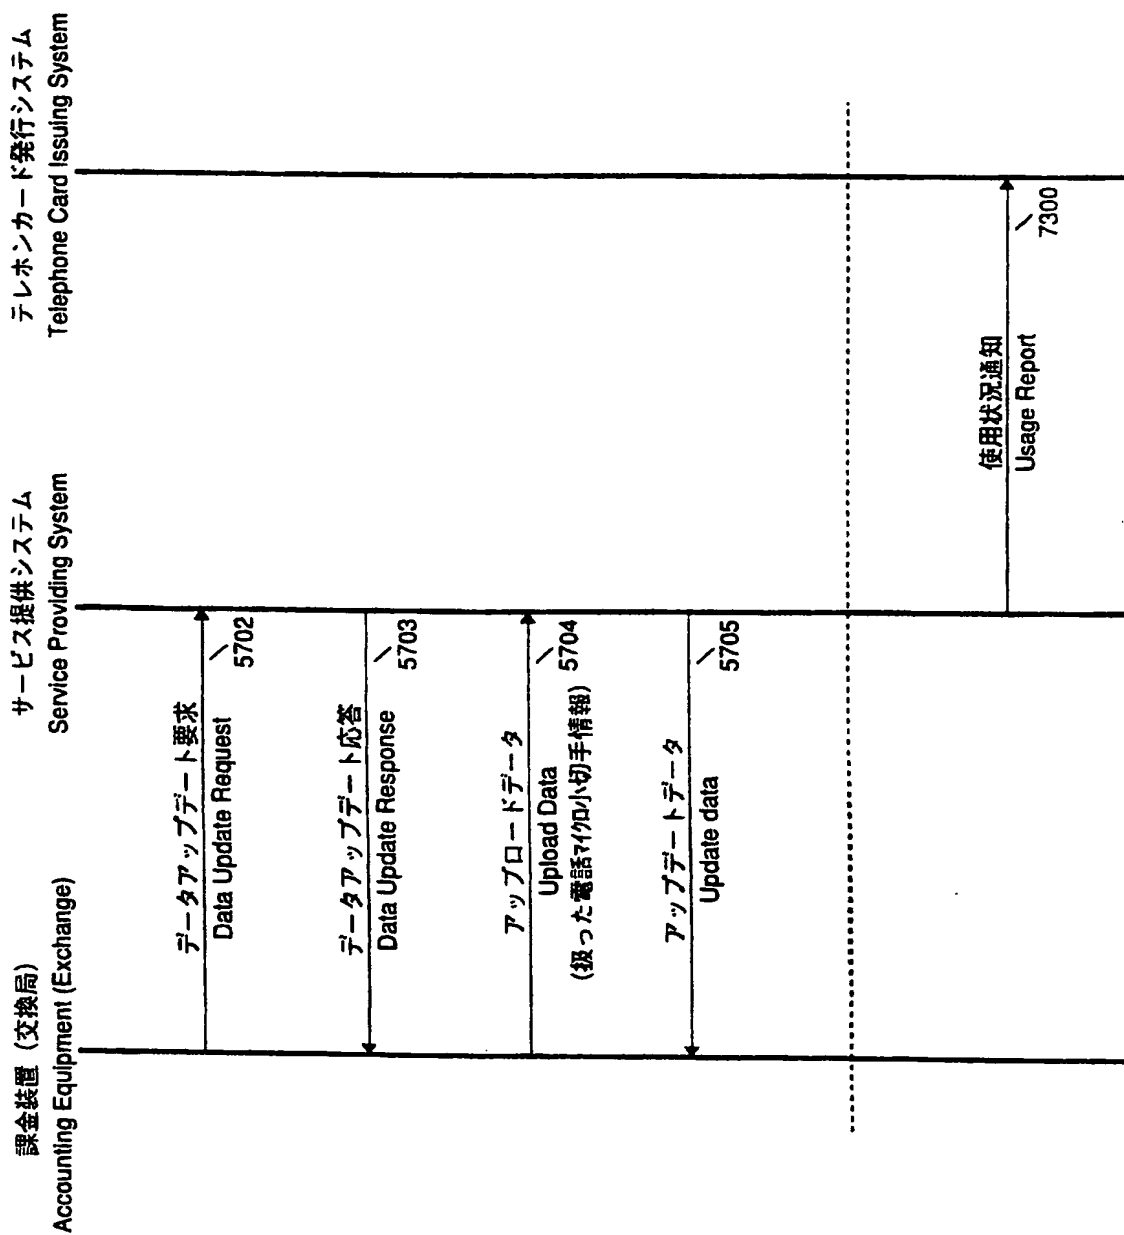 課金装置（交換局）
Accounting Equipment (Exchange)
サービス提供システム
Service Providing System
テレホンカード発行システム
Telephone Card Issuing System
データアップデート要求
Data Update Request
5702
データアップデート応答
Data Update Response
5703
アップロードデータ
Upload Data
(扱った電話マイクロ小切手情報)
5704
アップデートデータ
Update data
5705
使用状況通知
Usage Report
7300